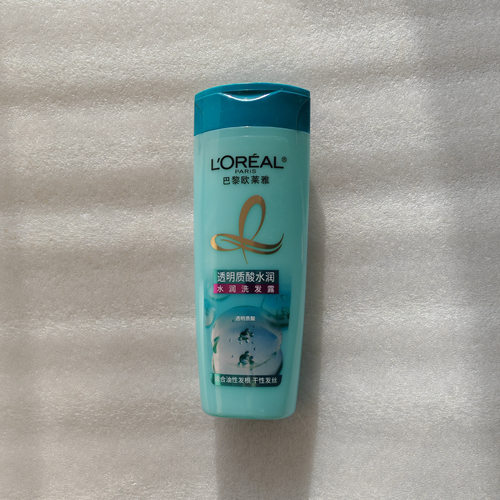 L'ORÉAL®
PARIS
巴黎欧莱雅
透明质酸水润
水润洗发露
透明质酸
适合油性发根 干性发丝